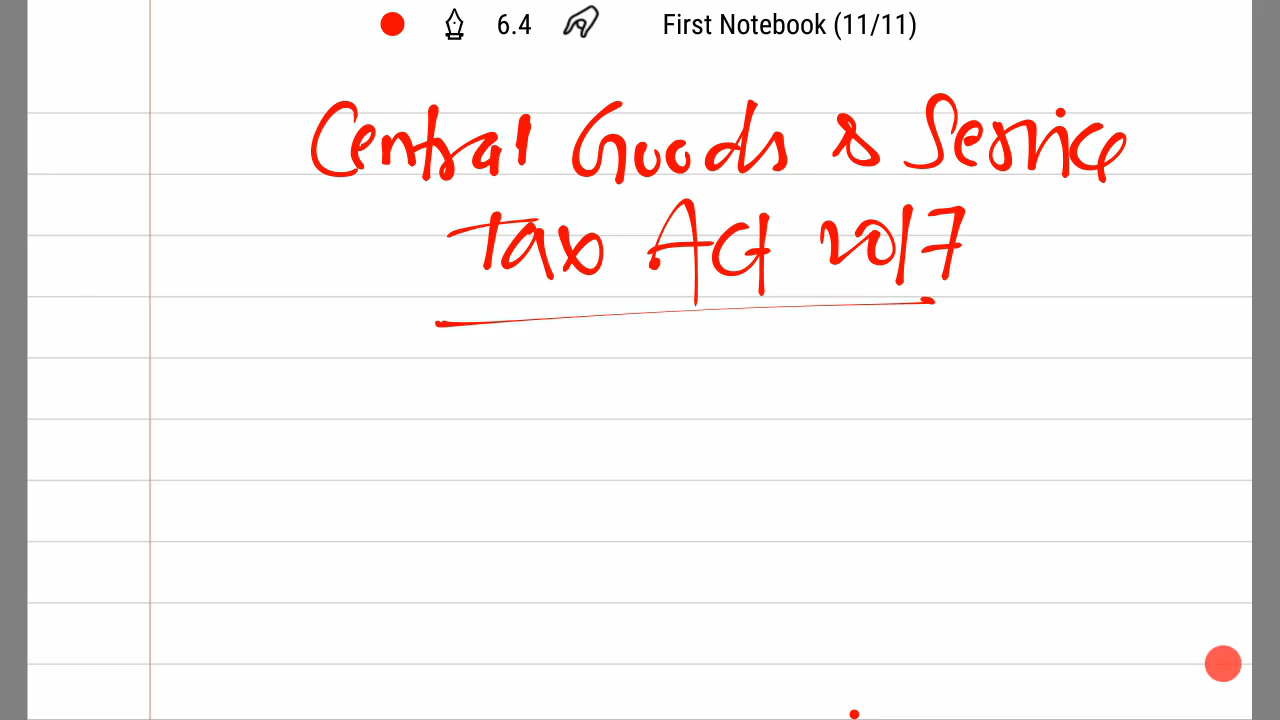 6.4 First Notebook (11/11)
Central Goods & Service
Tax Act 2017